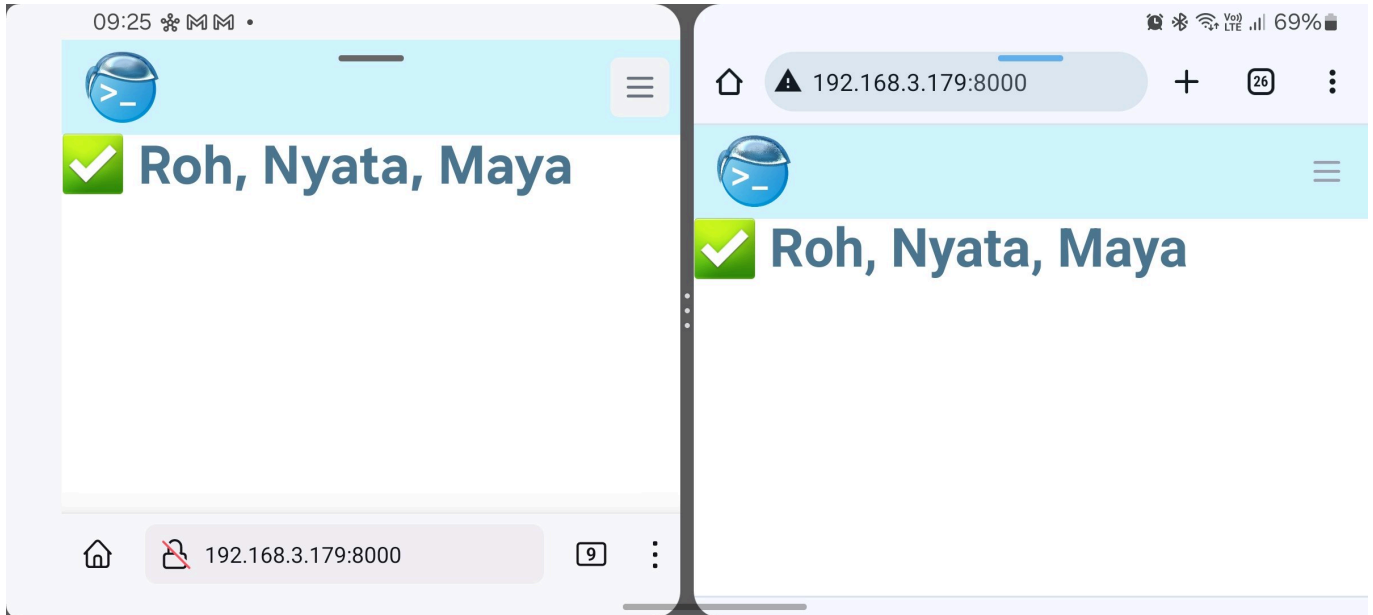 09:25
VoLTE 69%
192.168.3.179:8000
26
>_
✅ Roh, Nyata, Maya
>_
✅ Roh, Nyata, Maya
192.168.3.179:8000
9